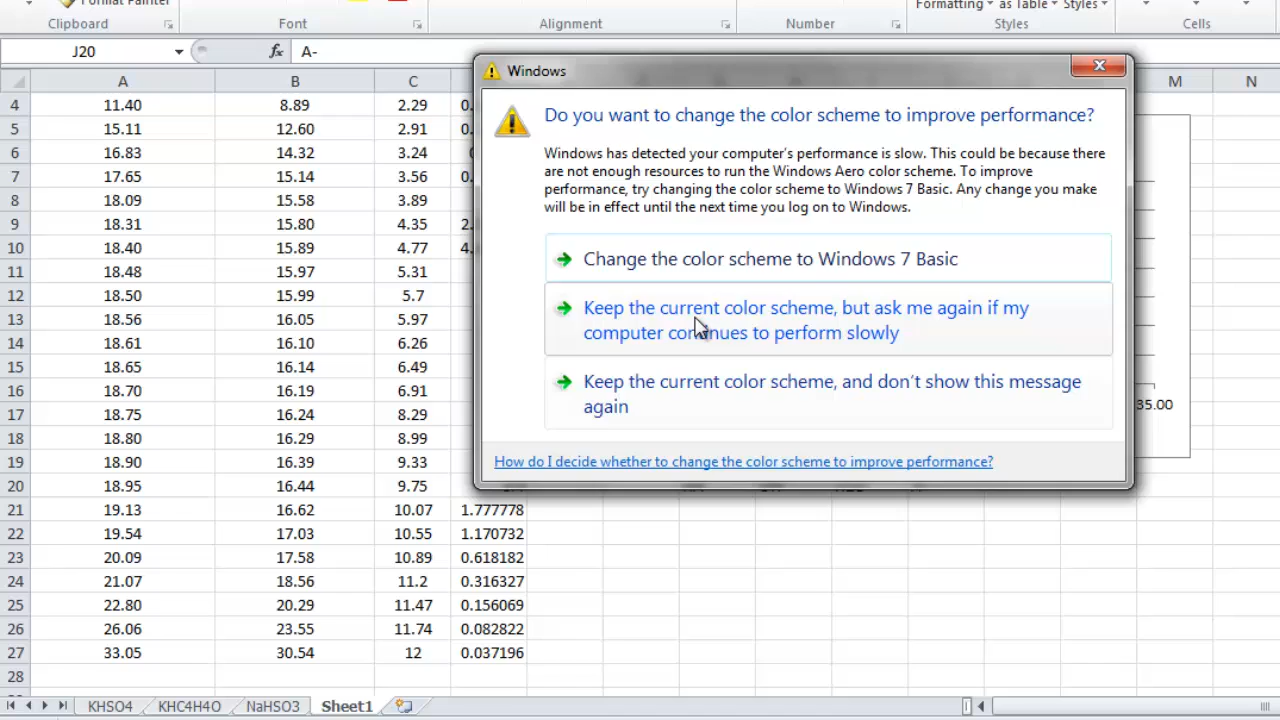 Format Painter
Formatting as Table Styles
Clipboard Font Alignment Number Styles Cells
J20 fx A-
Windows
A B C M N
Do you want to change the color scheme to improve performance?
Windows has detected your computer's performance is slow. This could be because there
are not enough resources to run the Windows Aero color scheme. To improve
performance, try changing the color scheme to Windows 7 Basic. Any change you make
will be in effect until the next time you log on to Windows.
Change the color scheme to Windows 7 Basic
Keep the current color scheme, but ask me again if my
computer continues to perform slowly
Keep the current color scheme, and don't show this message
again
How do I decide whether to change the color scheme to improve performance?
35.00
4 11.40 8.89 2.29 0.
5 15.11 12.60 2.91 0.
6 16.83 14.32 3.24
7 17.65 15.14 3.56 0.
8 18.09 15.58 3.89
9 18.31 15.80 4.35 2.
10 18.40 15.89 4.77 4.
11 18.48 15.97 5.31
12 18.50 15.99 5.7
13 18.56 16.05 5.97
14 18.61 16.10 6.26
15 18.65 16.14 6.49
16 18.70 16.19 6.91
17 18.75 16.24 8.29
18 18.80 16.29 8.99
19 18.90 16.39 9.33
20 18.95 16.44 9.75
21 19.13 16.62 10.07 1.777778
22 19.54 17.03 10.55 1.170732
23 20.09 17.58 10.89 0.618182
24 21.07 18.56 11.2 0.316327
25 22.80 20.29 11.47 0.156069
26 26.06 23.55 11.74 0.082822
27 33.05 30.54 12 0.037196
28
KHSO4 KHC4H4O NaHSO3 Sheet1